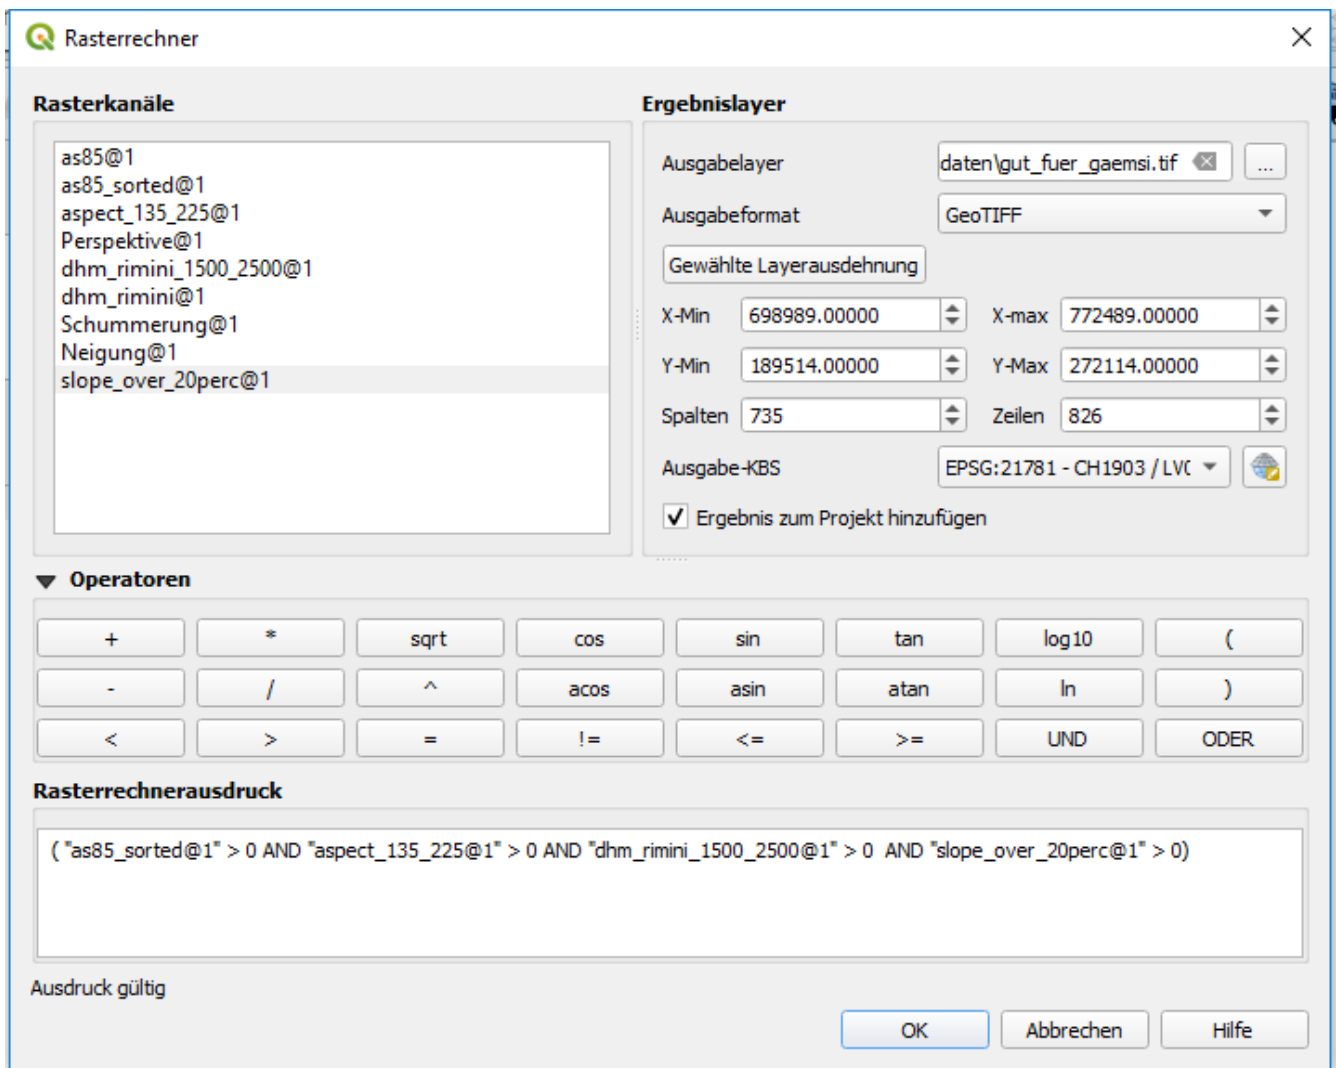 Rasterrechner
Rasterkanäle
as85@1
as85_sorted@1
aspect_135_225@1
Perspektive@1
dhm_rimini_1500_2500@1
dhm_rimini@1
Schummerung@1
Neigung@1
slope_over_20perc@1
Ergebnislayer
Ausgabelayer daten\gut_fuer_gaemsi.tif ...
Ausgabeformat GeoTIFF
Gewählte Layerausdehnung
X-Min 698989.00000 X-max 772489.00000
Y-Min 189514.00000 Y-Max 272114.00000
Spalten 735 Zeilen 826
Ausgabe-KBS EPSG:21781 - CH1903 / LV
Ergebnis zum Projekt hinzufügen
Operatoren
+ * sqrt cos sin tan log10 (
- / ^ acos asin atan ln )
< > = != <= >= UND ODER
Rasterrechnerausdruck
( "as85_sorted@1" > 0 AND "aspect_135_225@1" > 0 AND "dhm_rimini_1500_2500@1" > 0  AND "slope_over_20perc@1" > 0)
Ausdruck gültig
OK Abbrechen Hilfe